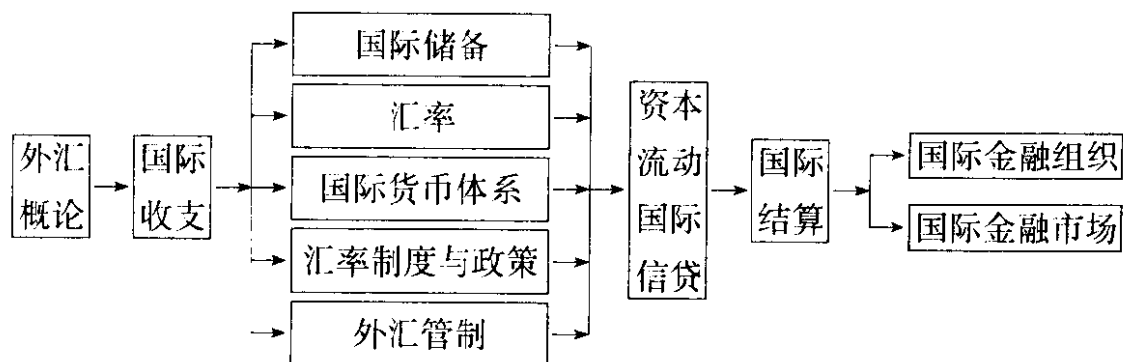 外汇
概论
国际
收支
国际储备
汇率
国际货币体系
汇率制度与政策
外汇管制
资本
流动
国际
信贷
国际
结算
国际金融组织
国际金融市场